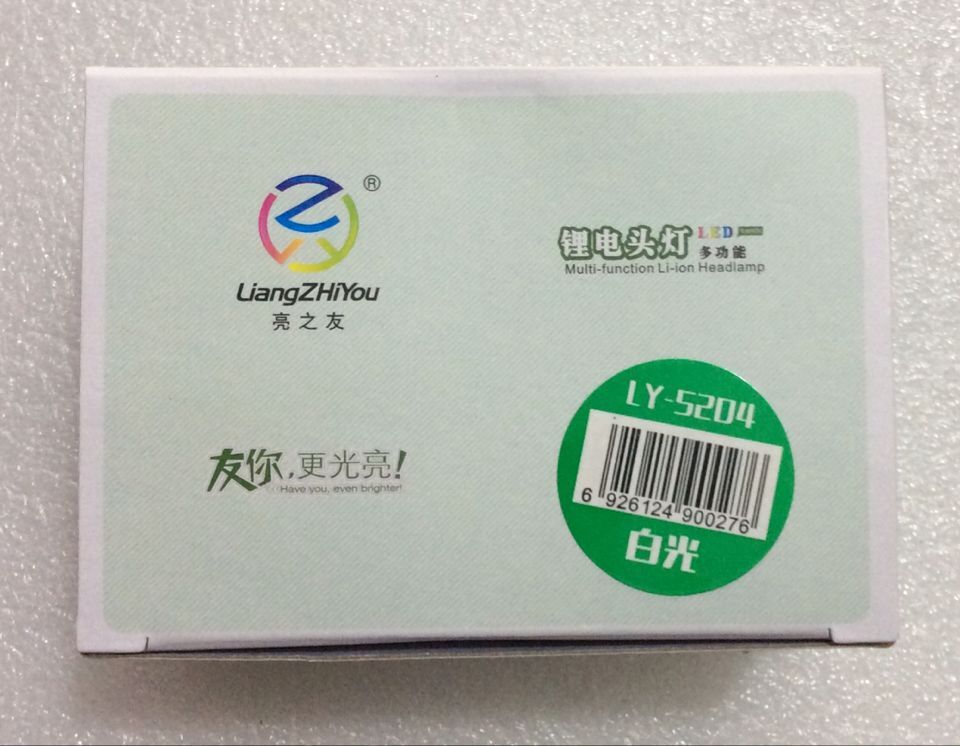 ®
LiangZHiYou
亮之友
锂电头灯 LED
多功能
Multi-function Li-ion Headlamp
友你,更光亮!
Have you, even brighter!
LY-5204
6 926124 900276
白光